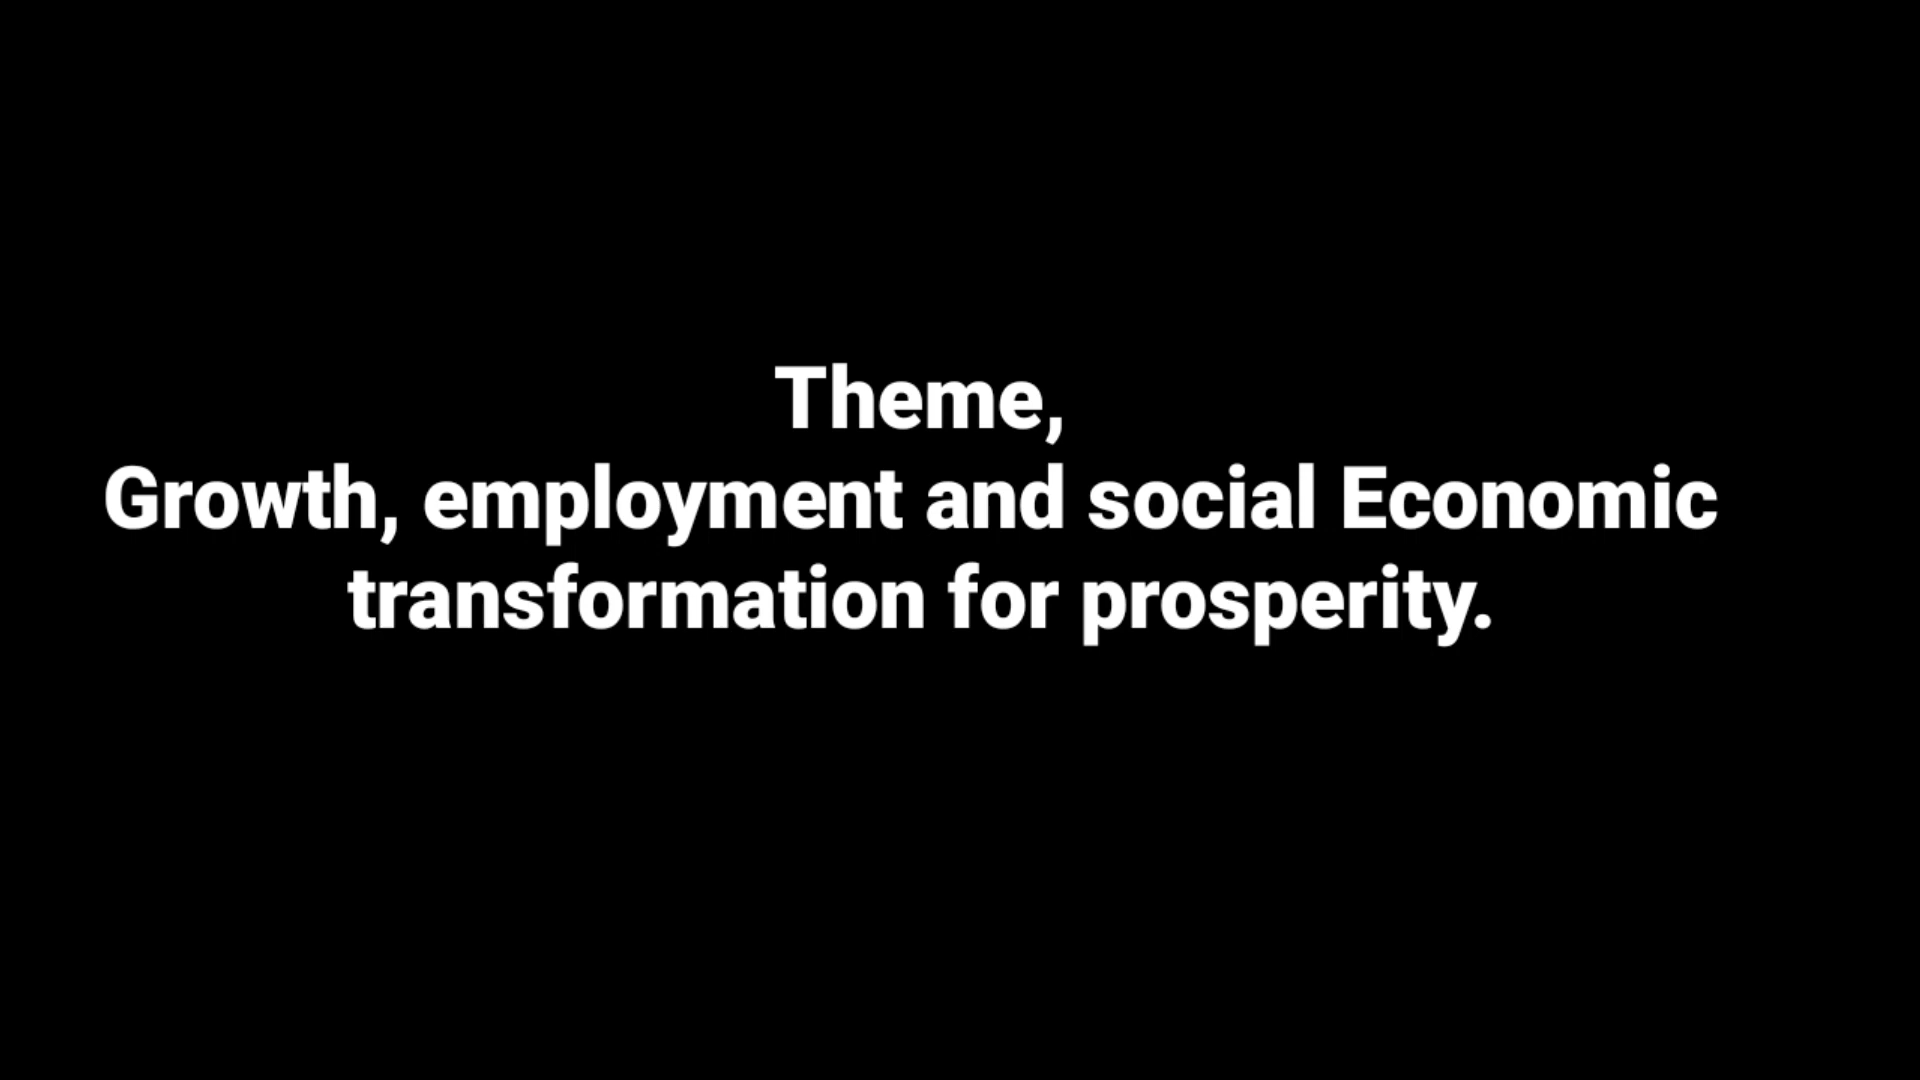 Theme,
Growth, employment and social Economic
transformation for prosperity.